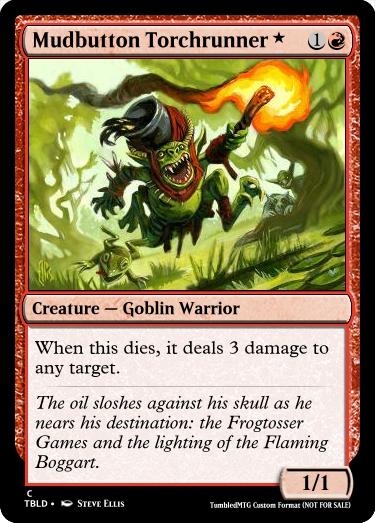 Mudbutton Torchrunner ★ 1
Creature — Goblin Warrior
When this dies, it deals 3 damage to
any target.
The oil sloshes against his skull as he
nears his destination: the Frogtosser
Games and the lighting of the Flaming
Boggart.
1/1
C
TBLD • Steve Ellis
TumbledMTG Custom Format (NOT FOR SALE)